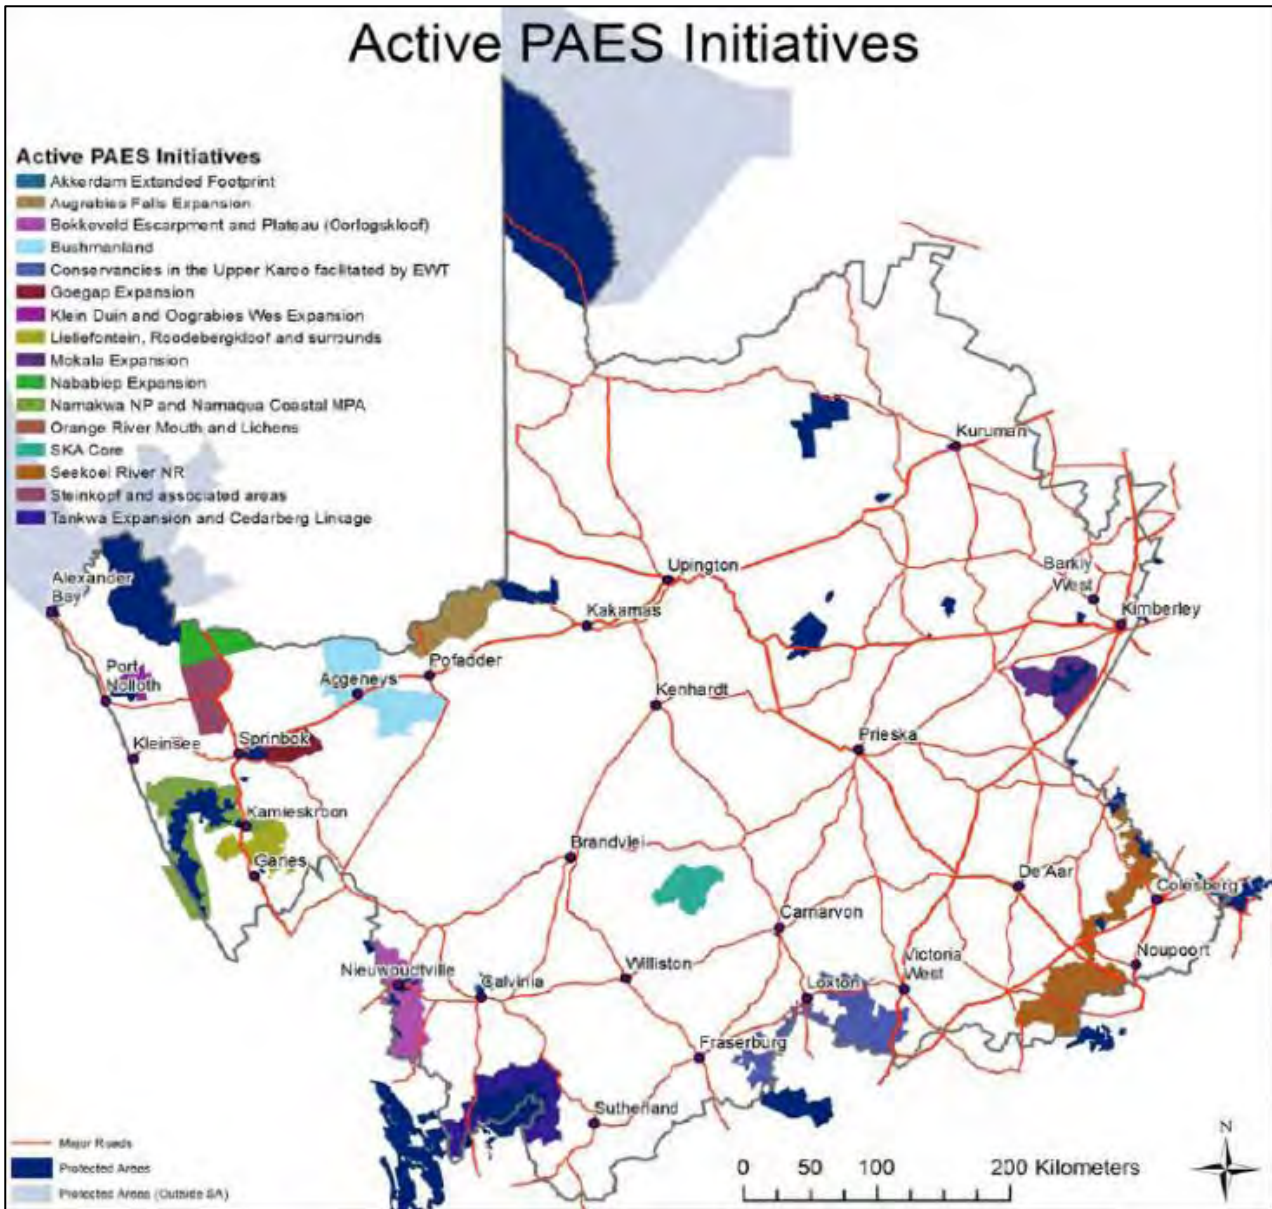 Active PAES Initiatives
Active PAES Initiatives
Akkerdam Extended Footprint
Augrabies Falls Expansion
Bokkeveld Escarpment and Plateau (Oorlogskloof)
Bushmanland
Conservancies in the Upper Karoo facilitated by EWT
Goegap Expansion
Klein Duin and Oograbies Wes Expansion
Lieliefontein, Roodebergkloof and surrounds
Mokala Expansion
Nababiep Expansion
Namakwa NP and Namaqua Coastal MPA
Orange River Mouth and Lichens
SKA Core
Seekoei River NR
Steinkopf and associated areas
Tankwa Expansion and Cedarberg Linkage
Kuruman
Upington
Barkly
West
Alexander
Bay
Kakamas
Kimberley
Port
Nolloth
Pofadder
Aggeneys
Kenhardt
Kleinsee
Sprinbok
Prieska
Kamieskroon
Garies
Brandvlei
De Aar
Colesberg
Carnarvon
Victoria
West
Noupoort
Nieuwoudtville
Calvinia
Williston
Loxton
Fraserburg
Sutherland
Major Roads
Protected Areas
Protected Areas (Outside SA)
0 50 100 200 Kilometers
N